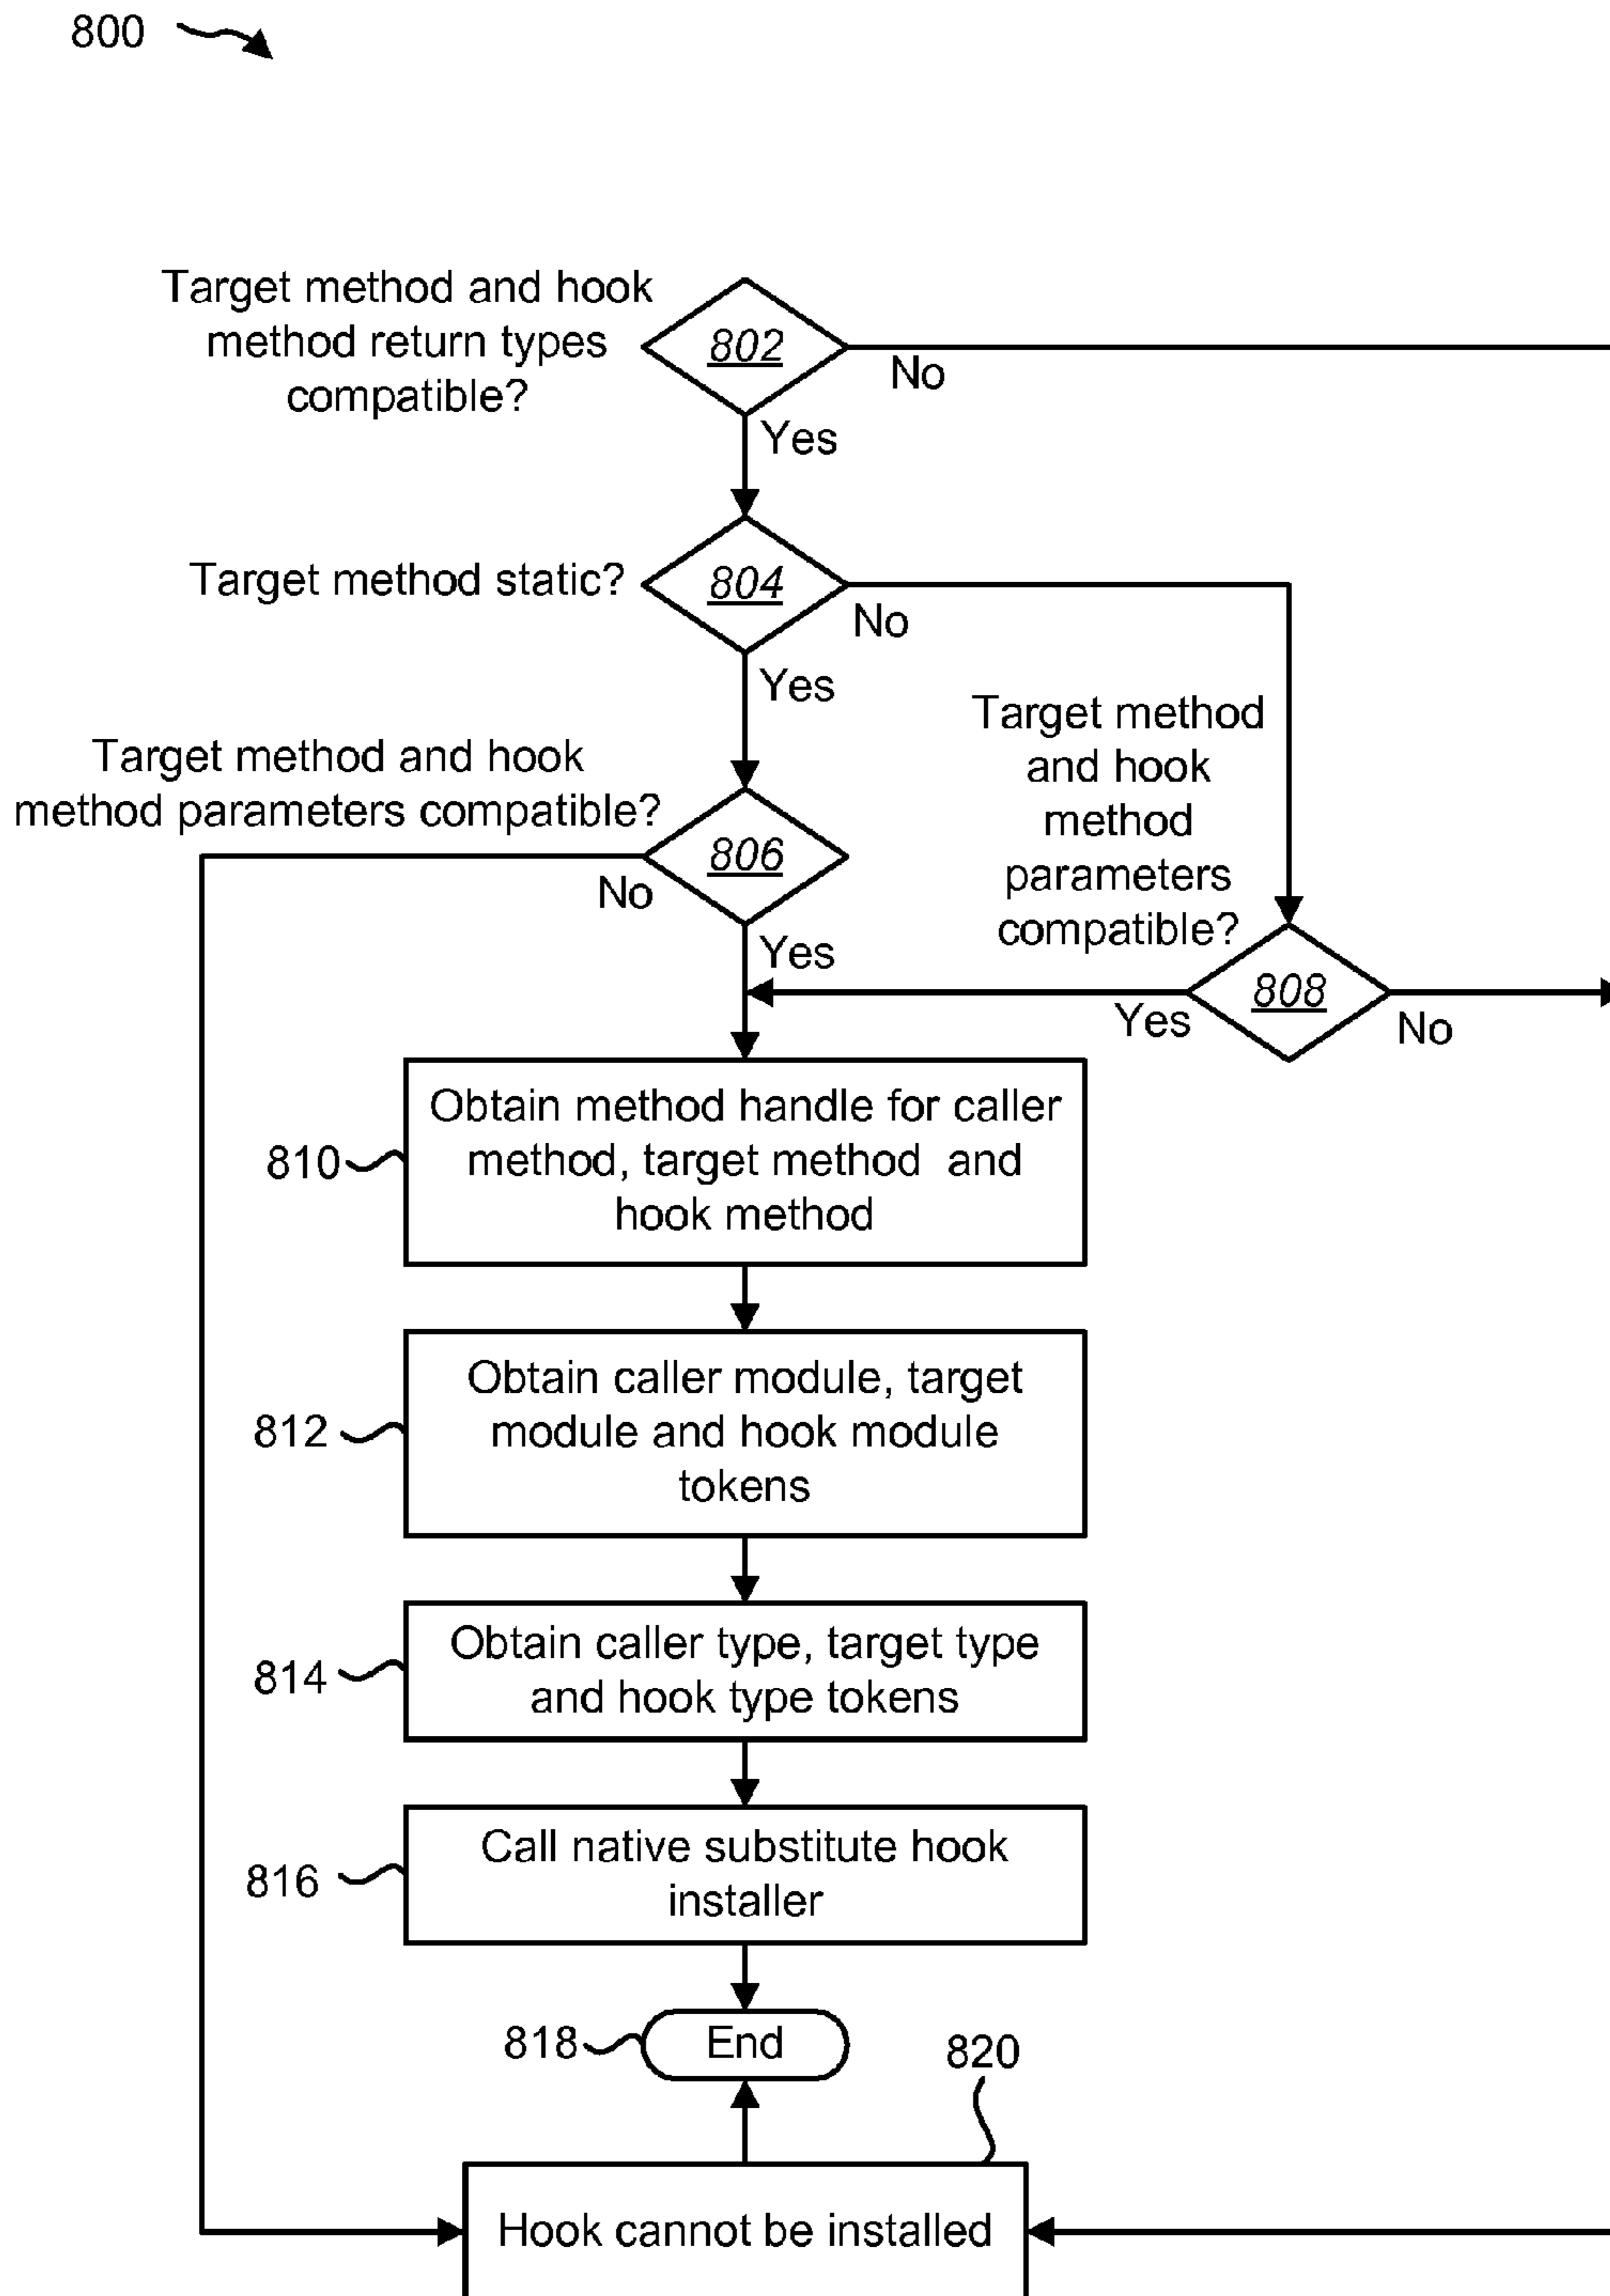 800
Target method and hook
method return types
compatible?
802
No
Yes
Target method static?
804
No
Yes
Target method and hook
method parameters compatible?
806
No
Yes
Target method
and hook
method
parameters
compatible?
808
Yes
No
810
Obtain method handle for caller
method, target method and
hook method
812
Obtain caller module, target
module and hook module
tokens
814
Obtain caller type, target type
and hook type tokens
816
Call native substitute hook
installer
818
End
820
Hook cannot be installed